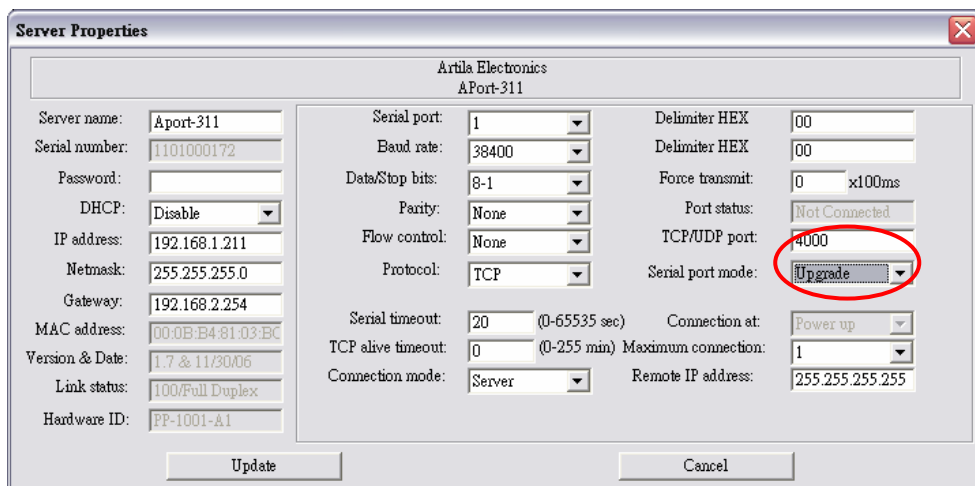 Server Properties
Artila Electronics
APort-311
Server name: Aport-311
Serial number: 1101000172
Password:
DHCP: Disable
IP address: 192.168.1.211
Netmask: 255.255.255.0
Gateway: 192.168.2.254
MAC address: 00:0B:B4:81:03:BC
Version & Date: 1.7 & 11/30/06
Link status: 100/Full Duplex
Hardware ID: PP-1001-A1
Serial port: 1
Baud rate: 38400
Data/Stop bits: 8-1
Parity: None
Flow control: None
Protocol: TCP
Serial timeout: 20 (0-65535 sec)
TCP alive timeout: 0 (0-255 min)
Connection mode: Server
Delimiter HEX 00
Delimiter HEX 00
Force transmit: 0 x100ms
Port status: Not Connected
TCP/UDP port: 4000
Serial port mode: Upgrade
Connection at: Power up
Maximum connection: 1
Remote IP address: 255.255.255.255
Update
Cancel